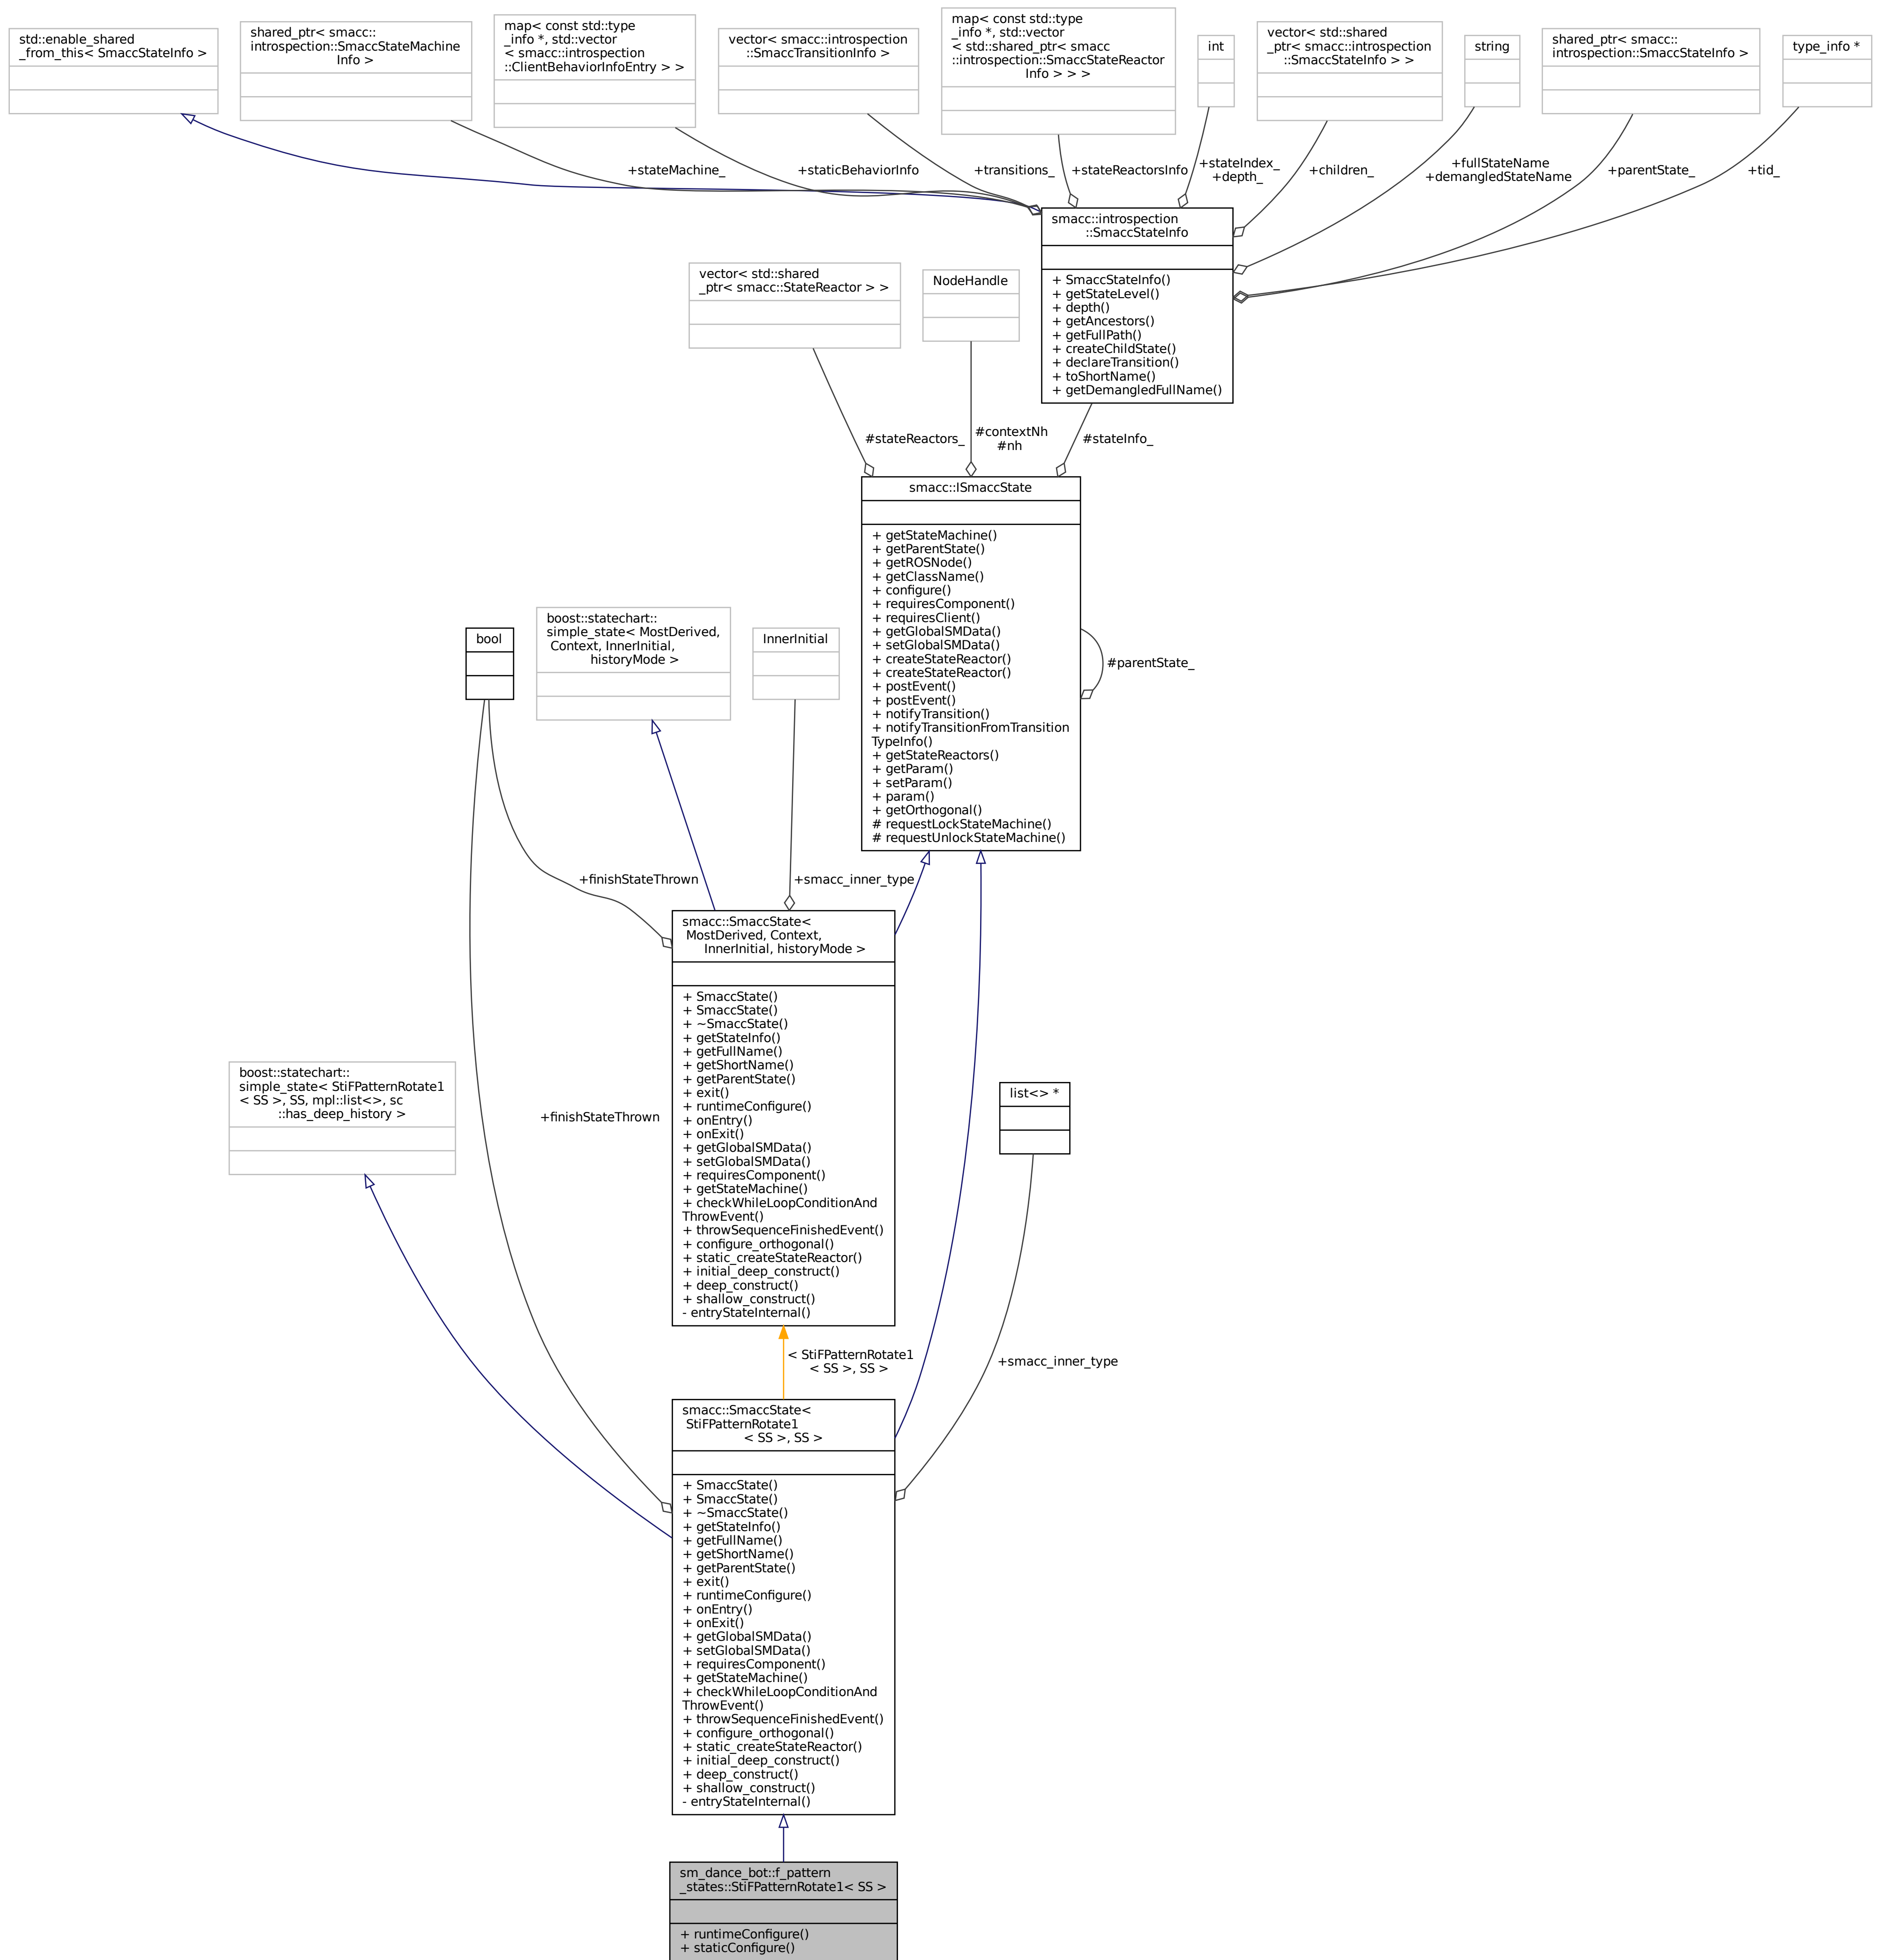 std::enable_shared
_from_this< SmaccStateInfo >
shared_ptr< smacc::
introspection::SmaccStateMachine
Info >
map< const std::type
_info *, std::vector
< smacc::introspection
::ClientBehaviorInfoEntry > >
vector< smacc::introspection
::SmaccTransitionInfo >
map< const std::type
_info *, std::vector
< std::shared_ptr< smacc
::introspection::SmaccStateReactor
Info > > >
int
vector< std::shared
_ptr< smacc::introspection
::SmaccStateInfo > >
string
shared_ptr< smacc::
introspection::SmaccStateInfo >
type_info *
+stateMachine_
+staticBehaviorInfo
+transitions_
+stateReactorsInfo
+stateIndex_
+depth_
+children_
+fullStateName
+demangledStateName
+parentState_
+tid_
smacc::introspection
::SmaccStateInfo
+ SmaccStateInfo()
+ getStateLevel()
+ depth()
+ getAncestors()
+ getFullPath()
+ createChildState()
+ declareTransition()
+ toShortName()
+ getDemangledFullName()
vector< std::shared
_ptr< smacc::StateReactor > >
NodeHandle
#stateReactors_
#contextNh
#nh
#stateInfo_
smacc::ISmaccState
+ getStateMachine()
+ getParentState()
+ getROSNode()
+ getClassName()
+ configure()
+ requiresComponent()
+ requiresClient()
+ getGlobalSMData()
+ setGlobalSMData()
+ createStateReactor()
+ createStateReactor()
+ postEvent()
+ postEvent()
+ notifyTransition()
+ notifyTransitionFromTransition
TypeInfo()
+ getStateReactors()
+ getParam()
+ setParam()
+ param()
+ getOrthogonal()
# requestLockStateMachine()
# requestUnlockStateMachine()
#parentState_
bool
boost::statechart::
simple_state< MostDerived,
Context, InnerInitial,
historyMode >
InnerInitial
+finishStateThrown
+smacc_inner_type
smacc::SmaccState<
MostDerived, Context,
InnerInitial, historyMode >
+ SmaccState()
+ SmaccState()
+ ~SmaccState()
+ getStateInfo()
+ getFullName()
+ getShortName()
+ getParentState()
+ exit()
+ runtimeConfigure()
+ onEntry()
+ onExit()
+ getGlobalSMData()
+ setGlobalSMData()
+ requiresComponent()
+ getStateMachine()
+ checkWhileLoopConditionAnd
ThrowEvent()
+ throwSequenceFinishedEvent()
+ configure_orthogonal()
+ static_createStateReactor()
+ initial_deep_construct()
+ deep_construct()
+ shallow_construct()
- entryStateInternal()
boost::statechart::
simple_state< StiFPatternRotate1
< SS >, SS, mpl::list<>, sc
::has_deep_history >
+finishStateThrown
list<> *
< StiFPatternRotate1
< SS >, SS >
+smacc_inner_type
smacc::SmaccState<
StiFPatternRotate1
< SS >, SS >
+ SmaccState()
+ SmaccState()
+ ~SmaccState()
+ getStateInfo()
+ getFullName()
+ getShortName()
+ getParentState()
+ exit()
+ runtimeConfigure()
+ onEntry()
+ onExit()
+ getGlobalSMData()
+ setGlobalSMData()
+ requiresComponent()
+ getStateMachine()
+ checkWhileLoopConditionAnd
ThrowEvent()
+ throwSequenceFinishedEvent()
+ configure_orthogonal()
+ static_createStateReactor()
+ initial_deep_construct()
+ deep_construct()
+ shallow_construct()
- entryStateInternal()
sm_dance_bot::f_pattern
_states::StiFPatternRotate1< SS >
+ runtimeConfigure()
+ staticConfigure()